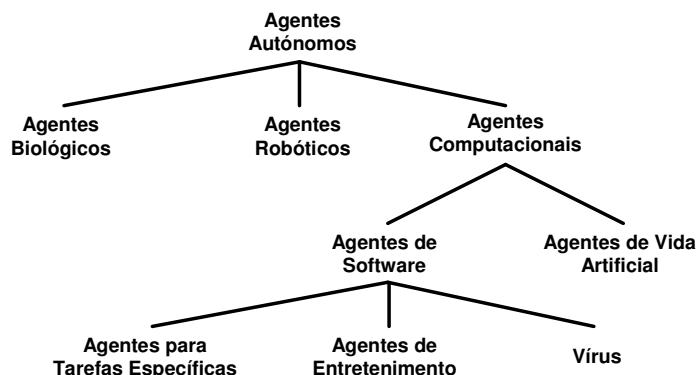 Agentes
Autónomos
Agentes
Biológicos
Agentes
Robóticos
Agentes
Computacionais
Agentes de
Software
Agentes de Vida
Artificial
Agentes para
Tarefas Específicas
Agentes de
Entretenimento
Vírus